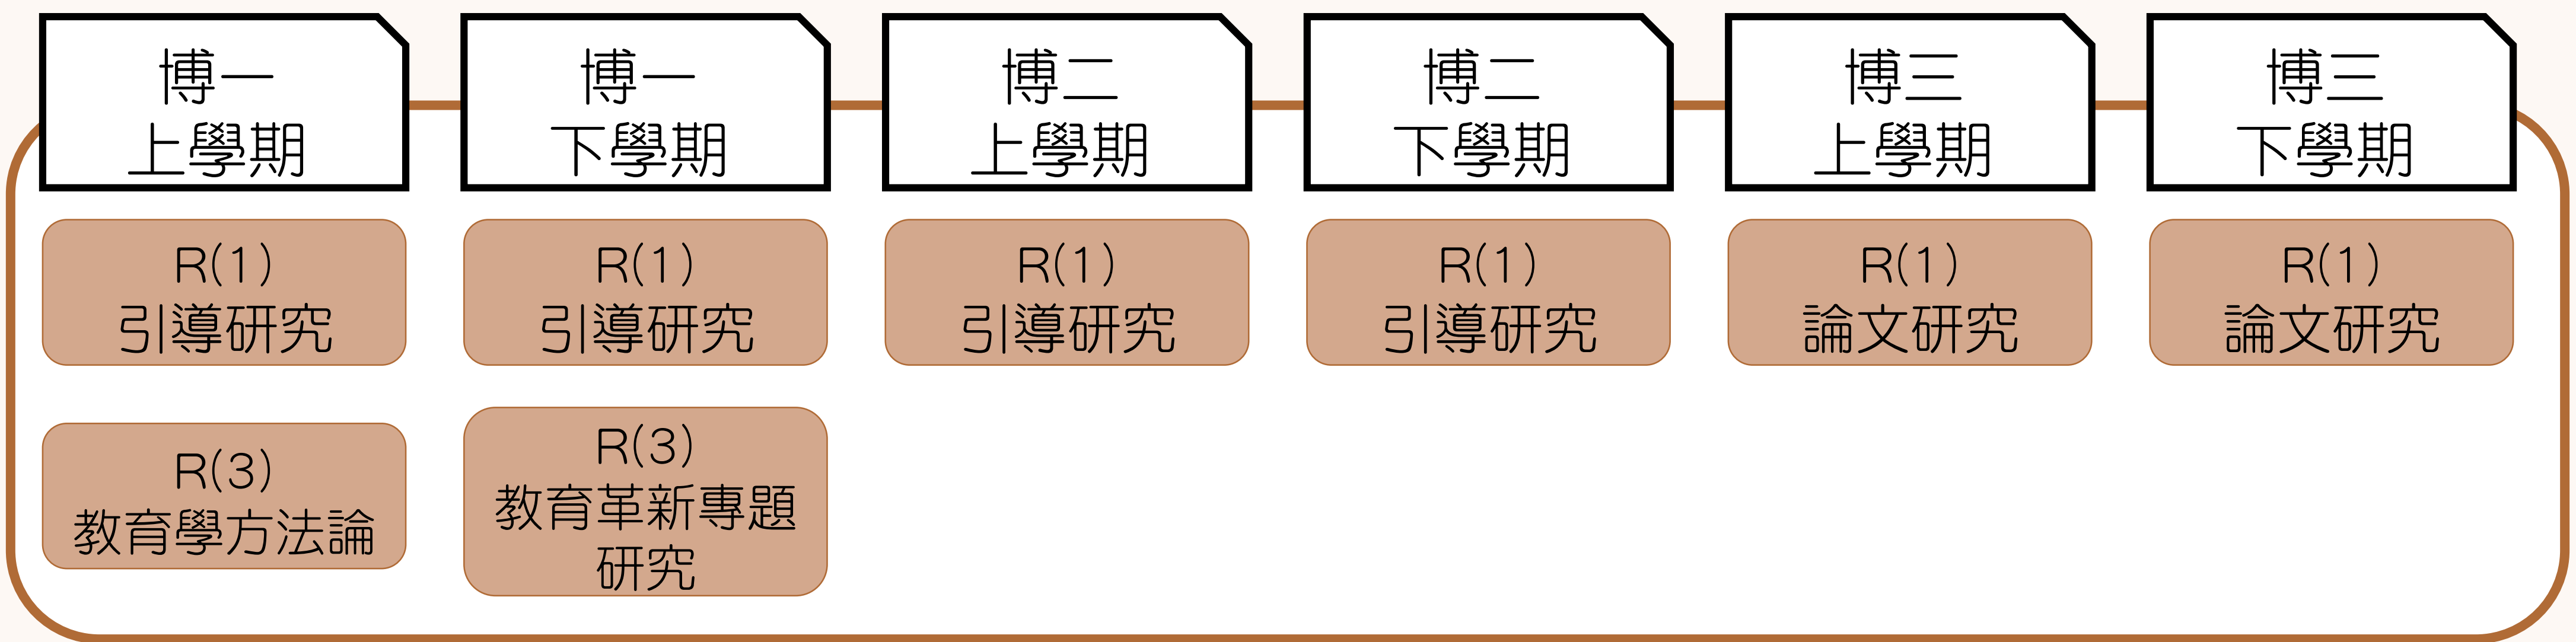 博一
上學期
博一
下學期
博二
上學期
博二
下學期
博三
上學期
博三
下學期
R(1)
引導研究
R(1)
引導研究
R(1)
引導研究
R(1)
引導研究
R(1)
論文研究
R(1)
論文研究
R(3)
教育學方法論
R(3)
教育革新專題
研究